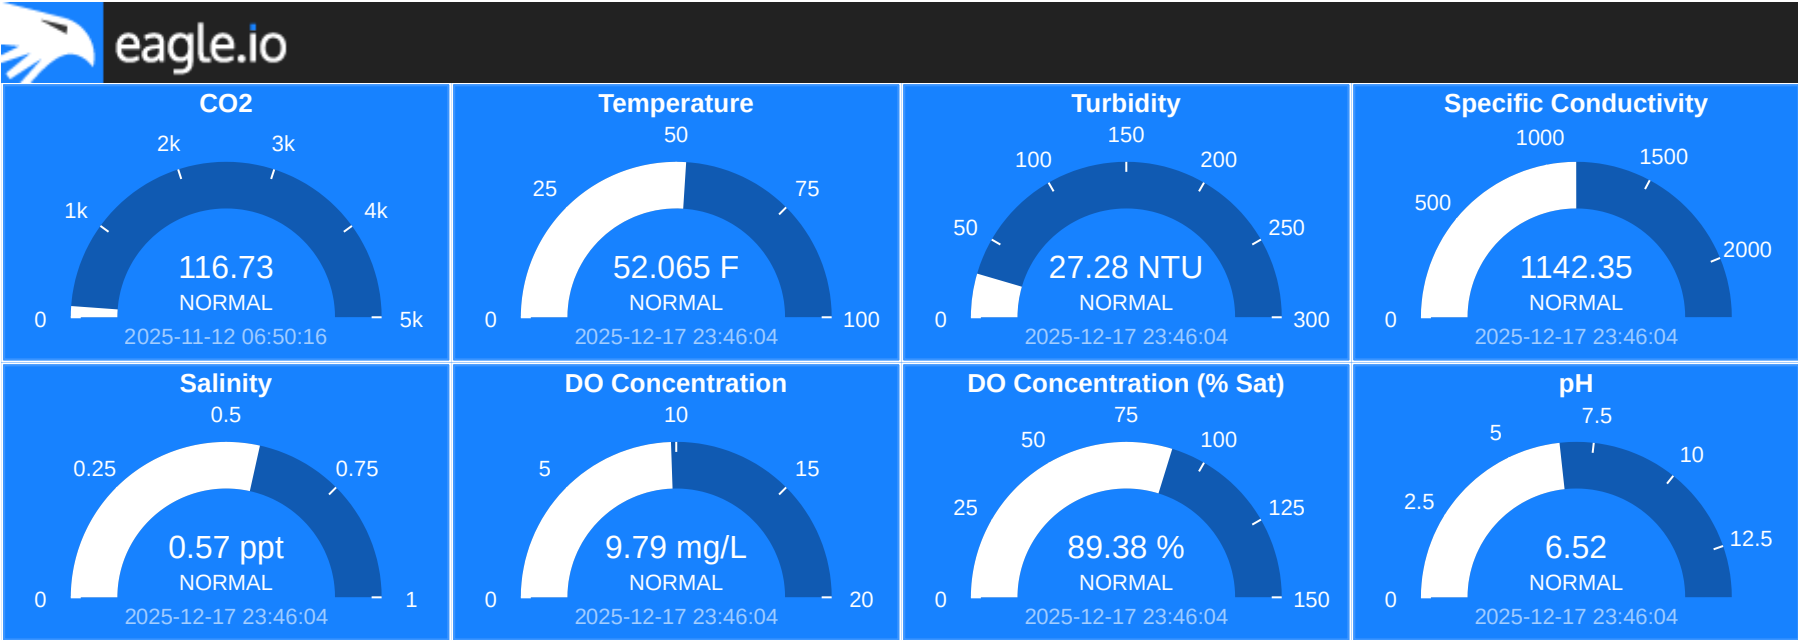 eagle.io
CO2
2k
3k
1k
4k
116.73
NORMAL
0
5k
2025-11-12 06:50:16
Temperature
50
25
75
52.065 F
NORMAL
0
100
2025-12-17 23:46:04
Turbidity
150
100
200
50
250
27.28 NTU
NORMAL
0
300
2025-12-17 23:46:04
Specific Conductivity
1000
1500
500
2000
1142.35
NORMAL
0
2025-12-17 23:46:04
Salinity
0.5
0.25
0.75
0.57 ppt
NORMAL
0
1
2025-12-17 23:46:04
DO Concentration
10
5
15
9.79 mg/L
NORMAL
0
20
2025-12-17 23:46:04
DO Concentration (% Sat)
75
50
100
25
125
89.38 %
NORMAL
0
150
2025-12-17 23:46:04
pH
7.5
5
10
2.5
12.5
6.52
NORMAL
0
2025-12-17 23:46:04